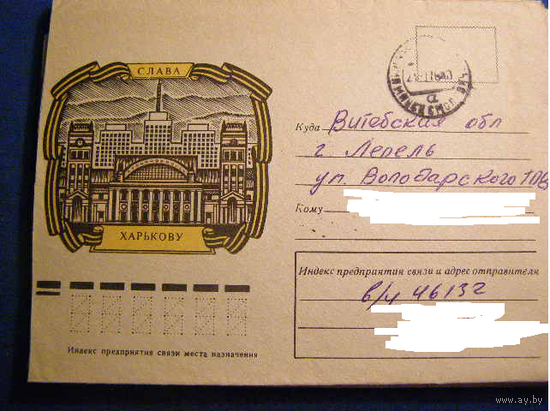 СЛАВА
ХАРЬКОВУ
Куда Витебская обл
г Лепель
ул. Володарского
Кому
Индекс предприятия связи и адрес отправителя
в/ч 46132
Индекс предприятия связи места назначения
www.ay.by